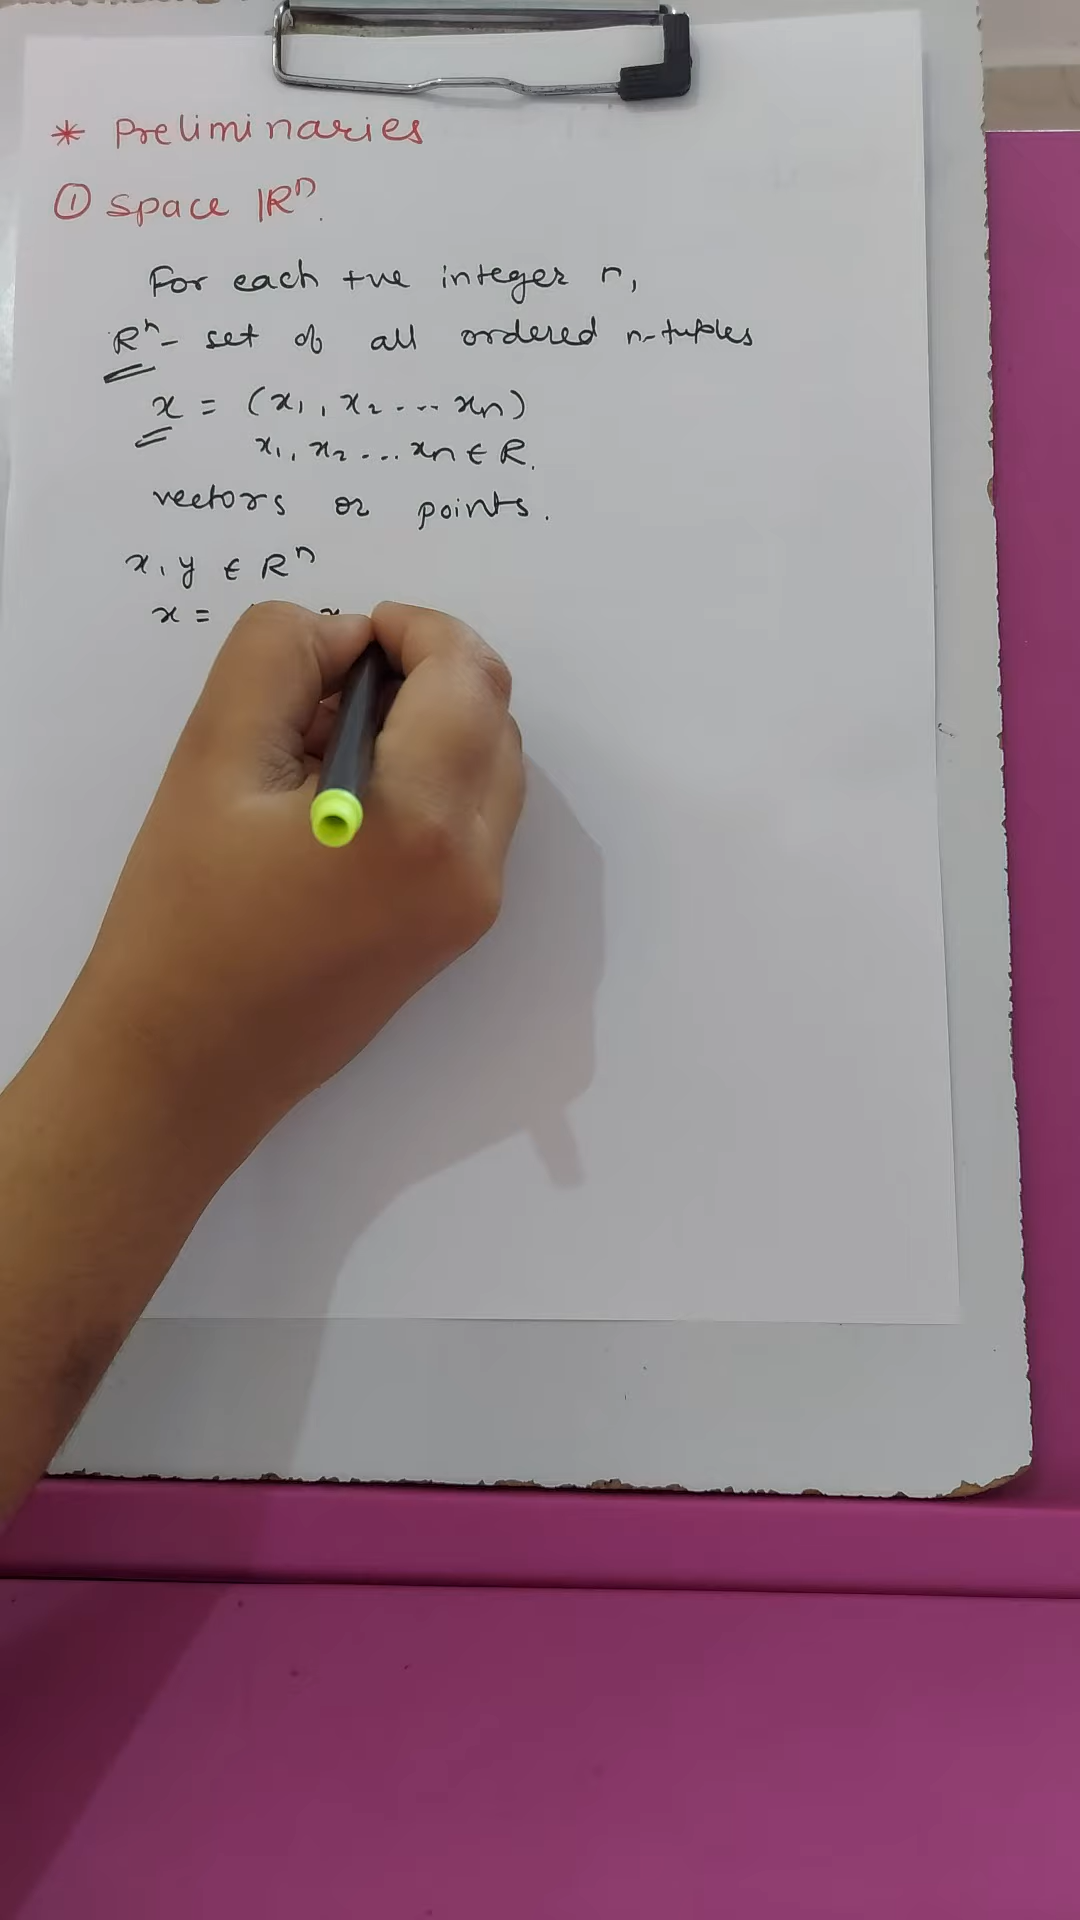 * Preliminaries
① Space |Rⁿ.
For each +ve integer n,
Rⁿ- set of all ordered n-tuples
x = (x₁, x₂ ... xn)
x₁, x₂ ... xn ∈ R.
vectors or points.
x, y ∈ Rⁿ
x =